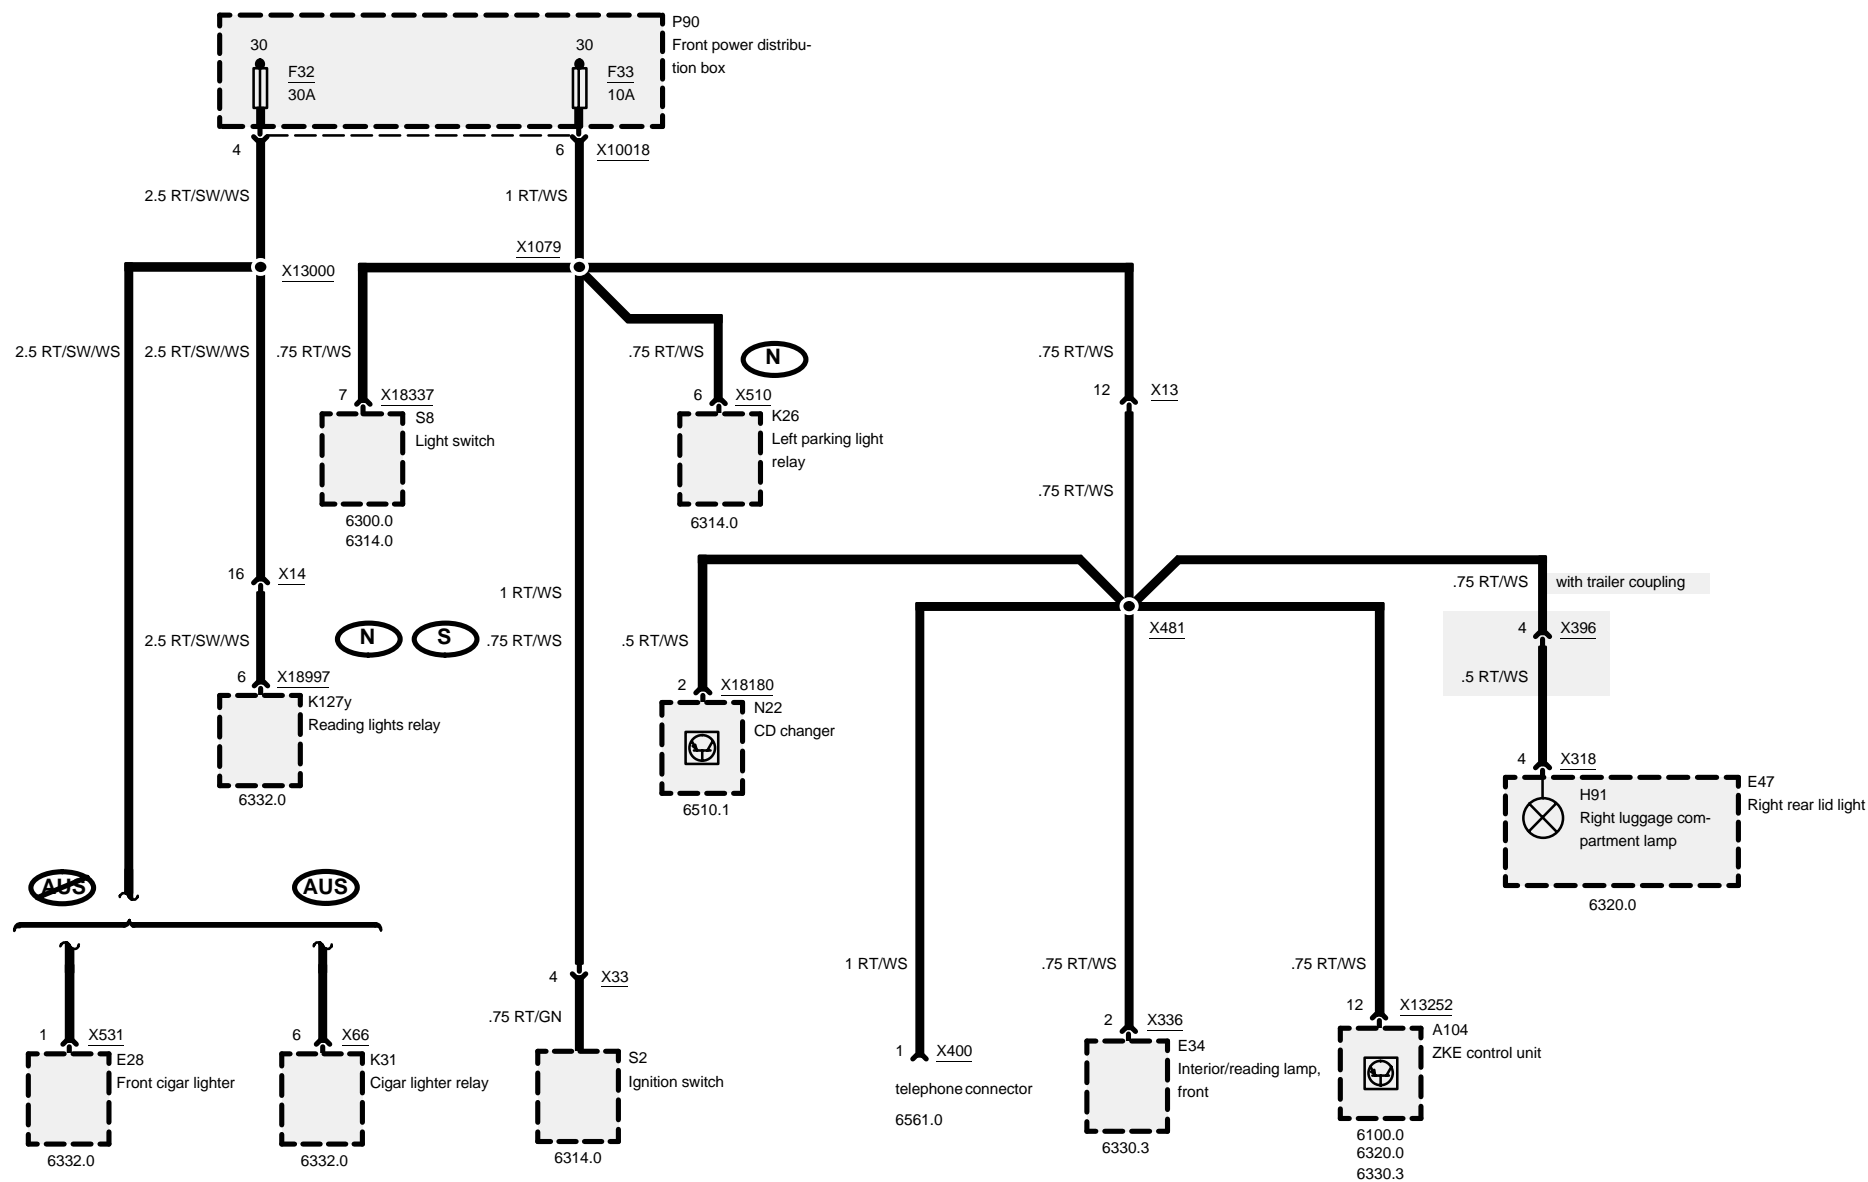 P90
30
30
Front power distribu-
tion box
F32
F33
30A
10A
4
6
X10018
2.5 RT/SW/WS
1 RT/WS
X1079
X13000
2.5 RT/SW/WS
2.5 RT/SW/WS
.75 RT/WS
.75 RT/WS
N
.75 RT/WS
7
X18337
6
X510
12
X13
S8
Light switch
K26
Left parking light
relay
6300.0
6314.0
6314.0
.75 RT/WS
16
X14
1 RT/WS
.75 RT/WS
with trailer coupling
2.5 RT/SW/WS
N
S
.75 RT/WS
.5 RT/WS
X481
4
X396
.5 RT/WS
6
X18997
2
X18180
K127y
Reading lights relay
N22
CD changer
6332.0
6510.1
4
X318
E47
Right rear lid light
H91
Right luggage com-
partment lamp
6320.0
AUS
AUS
4
X33
1 RT/WS
.75 RT/WS
.75 RT/WS
.75 RT/GN
1
X531
6
X66
1
X400
2
X336
12
X13252
E28
Front cigar lighter
K31
Cigar lighter relay
S2
Ignition switch
telephone connector
6561.0
E34
Interior/reading lamp,
front
A104
ZKE control unit
6332.0
6332.0
6314.0
6330.3
6100.0
6320.0
6330.3